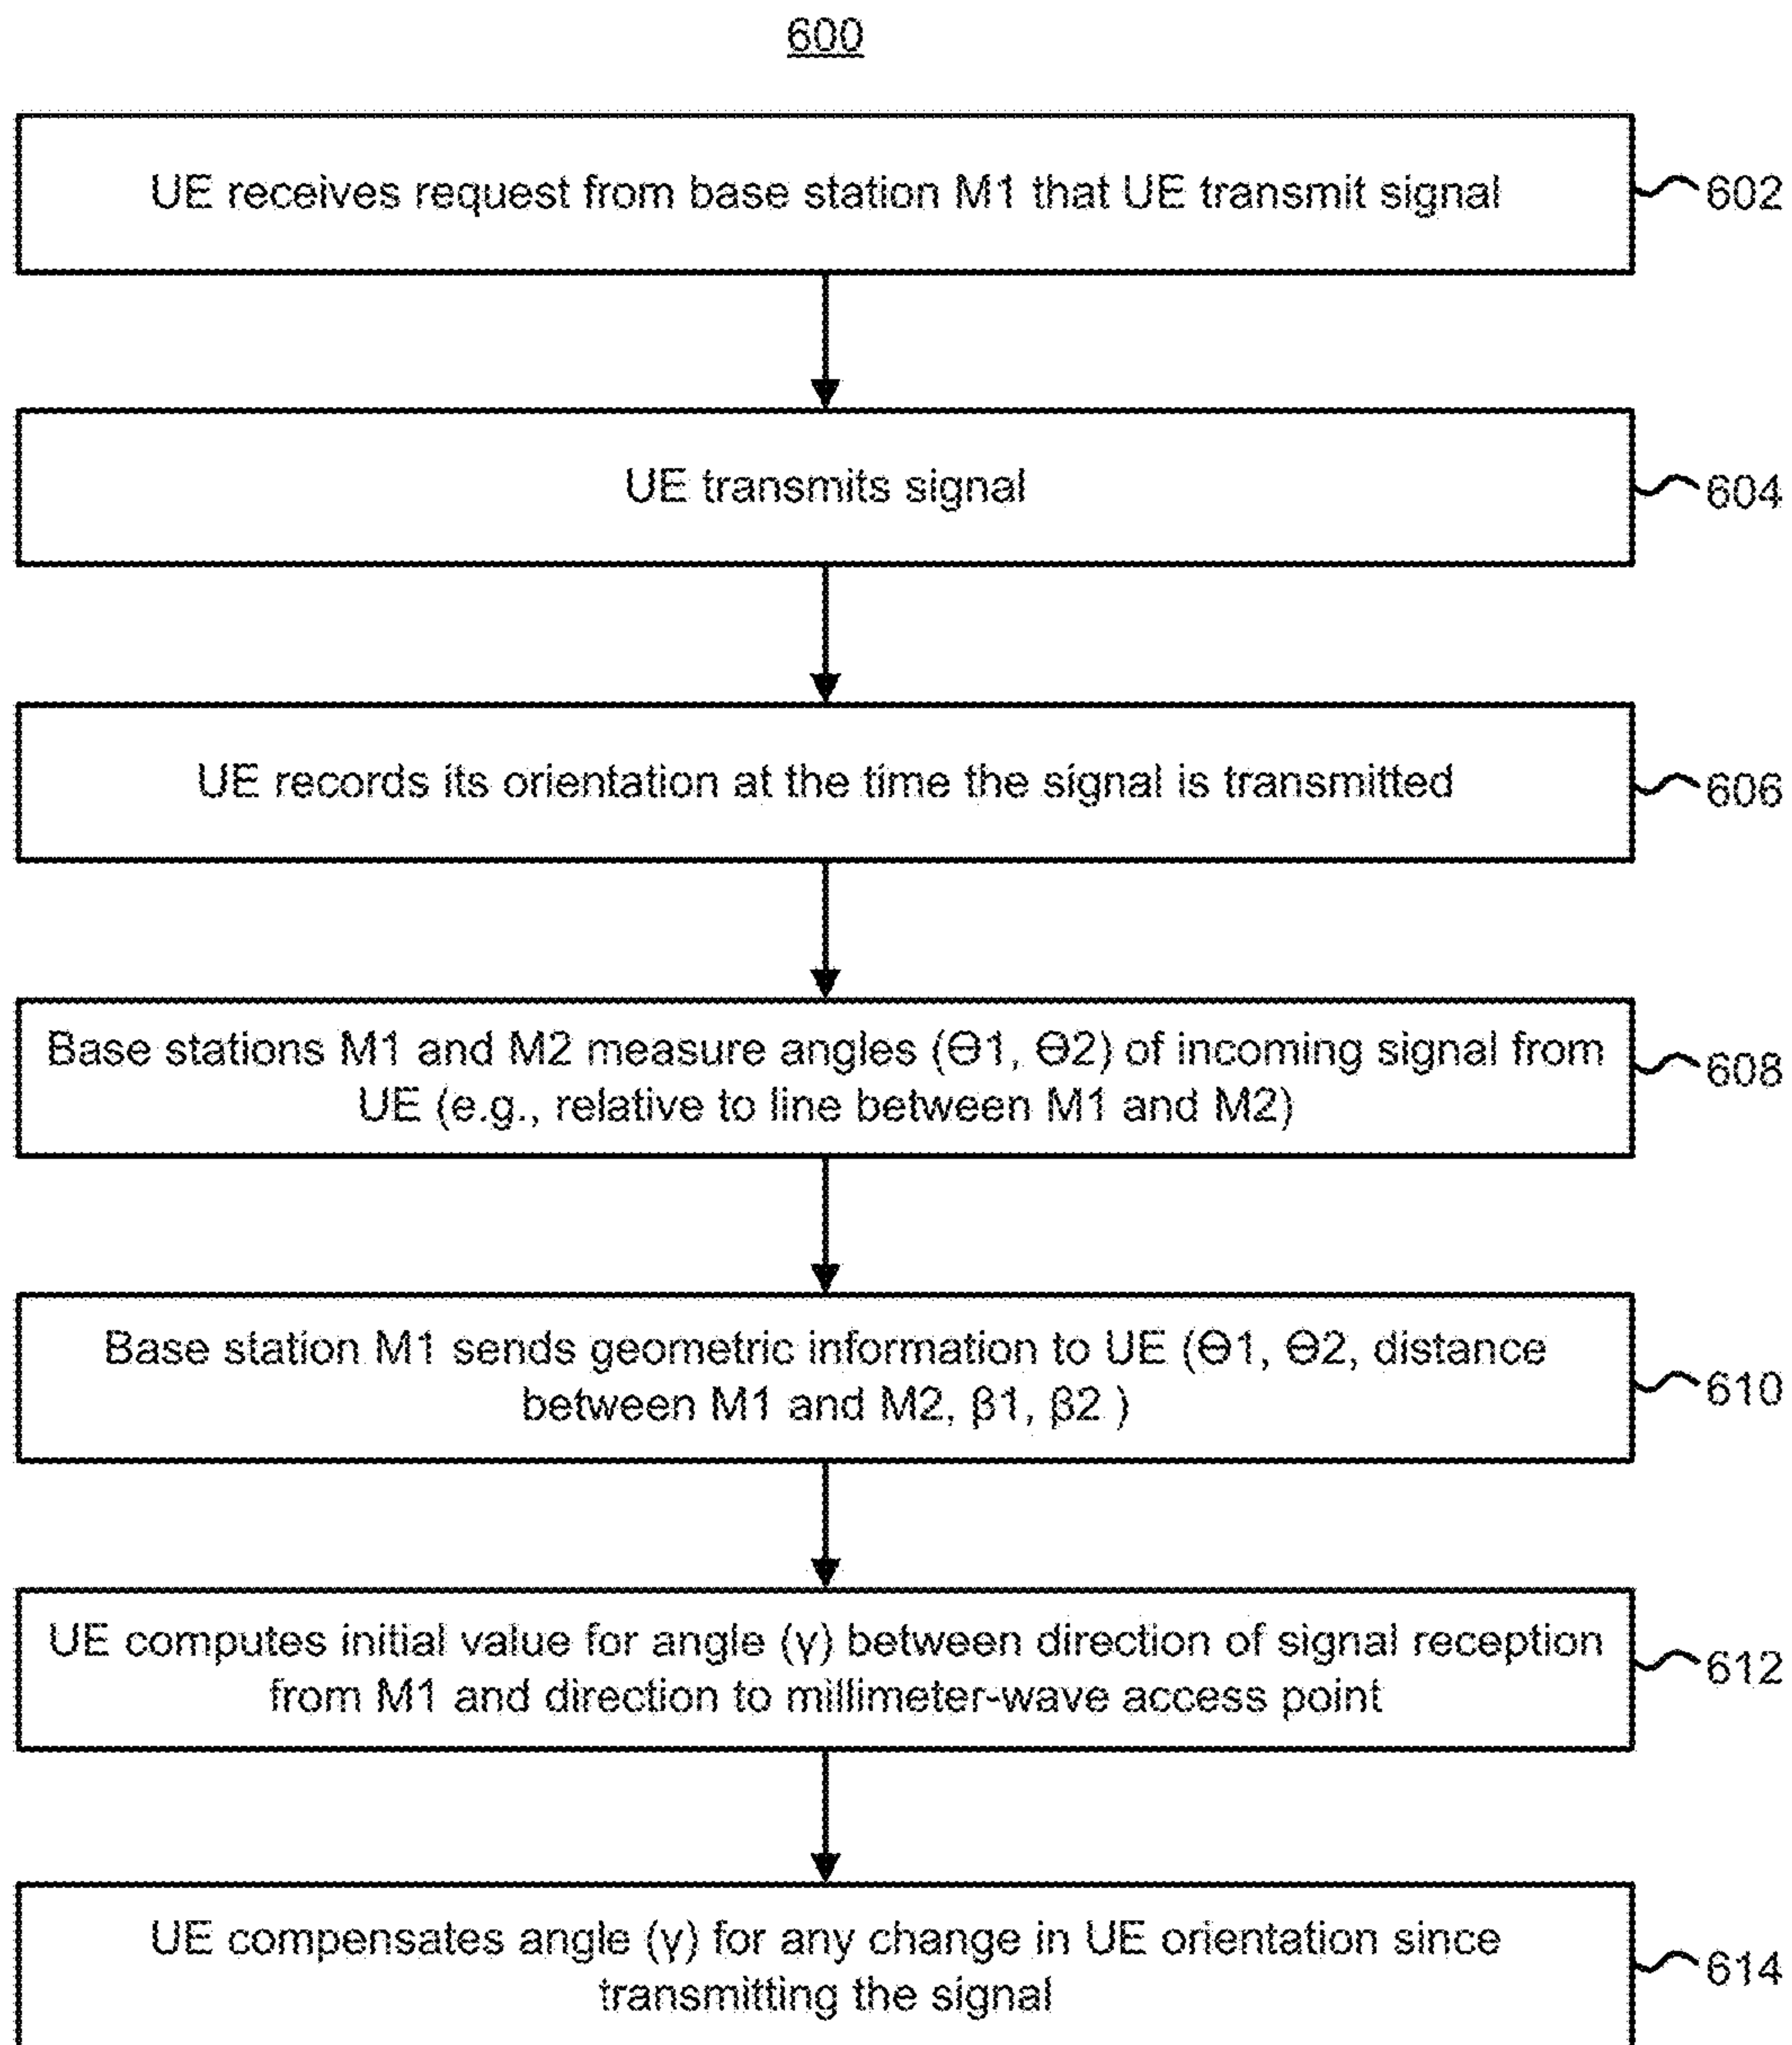 600
UE receives request from base station M1 that UE transmit signal
602
UE transmits signal
604
UE records its orientation at the time the signal is transmitted
606
Base stations M1 and M2 measure angles (Θ1, Θ2) of incoming signal from
UE (e.g., relative to line between M1 and M2)
608
Base station M1 sends geometric information to UE (Θ1, Θ2, distance
between M1 and M2, β1, β2 )
610
UE computes initial value for angle (γ) between direction of signal reception
from M1 and direction to millimeter-wave access point
612
UE compensates angle (γ) for any change in UE orientation since
transmitting the signal
614